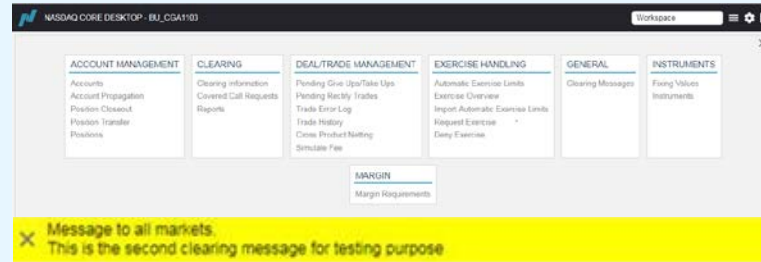 NASDAQ CORE DESKTOP - BU_CGA1103
Workspace
ACCOUNT MANAGEMENT
Accounts
Account Propagation
Position Closeout
Position Transfer
Positions
CLEARING
Clearing Information
Covered Call Requests
Reports
DEAL/TRADE MANAGEMENT
Pending Give Ups/Take Ups
Pending Rectify Trades
Trade Error Log
Trade History
Cross Product Netting
Simulate Fee
EXERCISE HANDLING
Automatic Exercise Limits
Exercise Overview
Import Automatic Exercise Limits
Request Exercise
Deny Exercise
GENERAL
Clearing Messages
INSTRUMENTS
Fixing Values
Instruments
MARGIN
Margin Requirements
Message to all markets.
This is the second clearing message for testing purpose